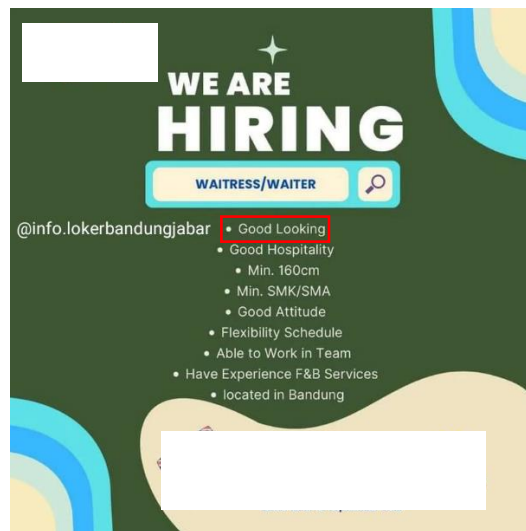 WE ARE
HIRING
WAITRESS/WAITER
@info.lokerbandungjabar
• Good Looking
• Good Hospitality
• Min. 160cm
• Min. SMK/SMA
• Good Attitude
• Flexibility Schedule
• Able to Work in Team
• Have Experience F&B Services
• located in Bandung